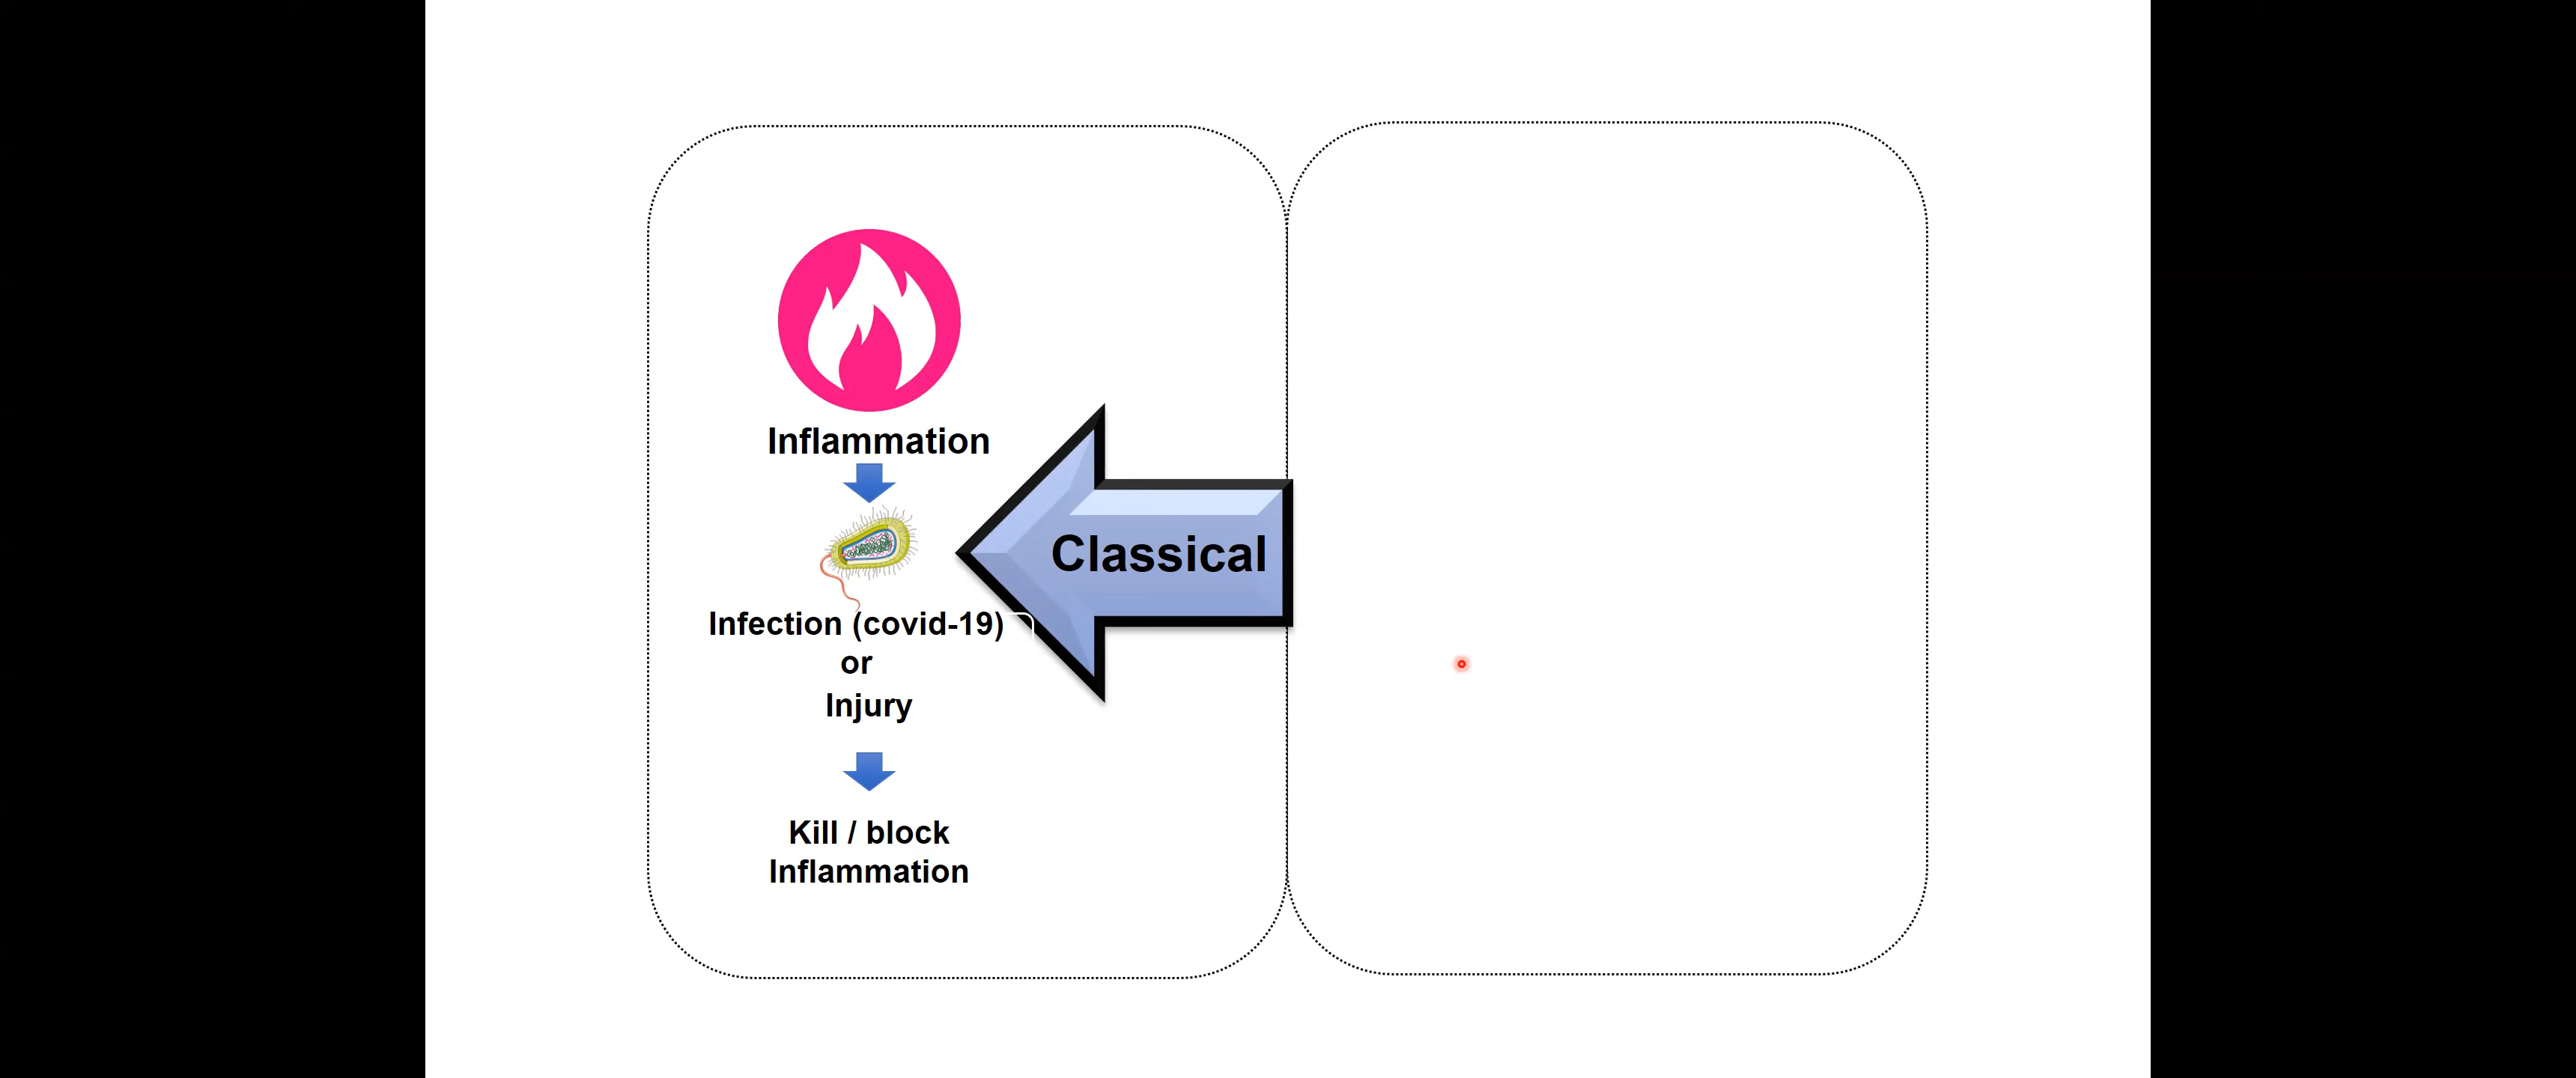 Inflammation
Classical
Infection (covid-19)
or
Injury
Kill / block
Inflammation